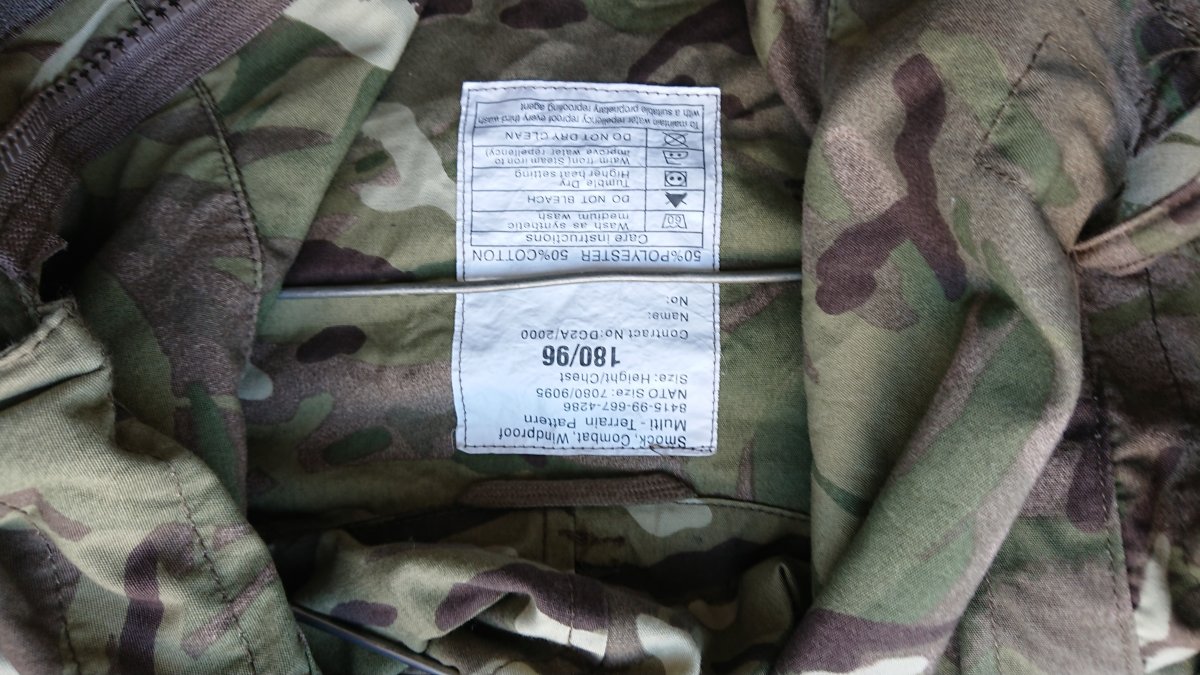 Smock, Combat, Windproof
Multi - Terrain Pattern
8415-99-667-4286
NATO Size: 7080/9095
Size: Height/Chest
180/96
Contract No:DC2A/2000
Name:
No:
50%POLYESTER 50%COTTON
Care instructions
60
Wash as synthetic
medium wash
DO NOT BLEACH
Tumble Dry
Higher heat setting
Warm iron(Steam iron to
improve water repellency)
DO NOT DRY CLEAN
To maintain water repellency reproof every third wash
with a suitable proprietary reproofing agent